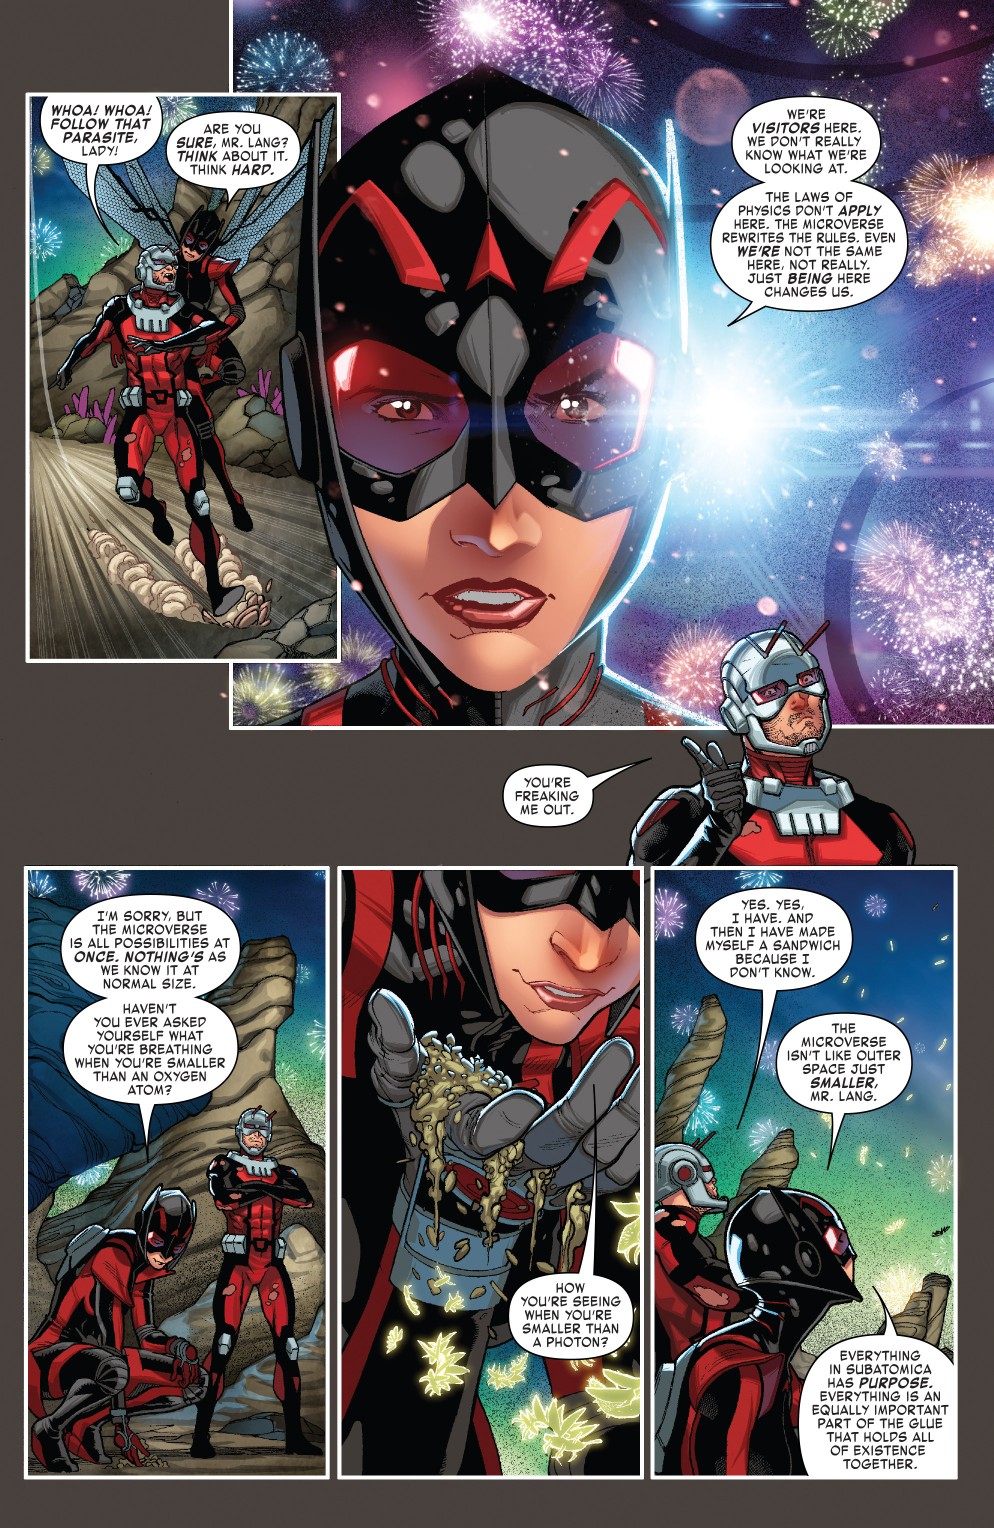 WHOA! WHOA!
FOLLOW THAT
PARASITE,
LADY!
ARE YOU
SURE, MR. LANG?
THINK ABOUT IT.
THINK HARD.
WE'RE
VISITORS HERE.
WE DON'T REALLY
KNOW WHAT WE'RE
LOOKING AT.
THE LAWS OF
PHYSICS DON'T APPLY
HERE. THE MICROVERSE
REWRITES THE RULES. EVEN
WE'RE NOT THE SAME
HERE, NOT REALLY.
JUST BEING HERE
CHANGES US.
YOU'RE
FREAKING
ME OUT.
I'M SORRY, BUT
THE MICROVERSE
IS ALL POSSIBILITIES AT
ONCE. NOTHING'S AS
WE KNOW IT AT
NORMAL SIZE.
HAVEN'T
YOU EVER ASKED
YOURSELF WHAT
YOU'RE BREATHING
WHEN YOU'RE SMALLER
THAN AN OXYGEN
ATOM?
HOW
YOU'RE SEEING
WHEN YOU'RE
SMALLER THAN
A PHOTON?
YES. YES,
I HAVE. AND
THEN I HAVE MADE
MYSELF A SANDWICH
BECAUSE I
DON'T KNOW.
THE
MICROVERSE
ISN'T LIKE OUTER
SPACE JUST
SMALLER,
MR. LANG.
EVERYTHING
IN SUBATOMICA
HAS PURPOSE.
EVERYTHING IS AN
EQUALLY IMPORTANT
PART OF THE GLUE
THAT HOLDS ALL
OF EXISTENCE
TOGETHER.